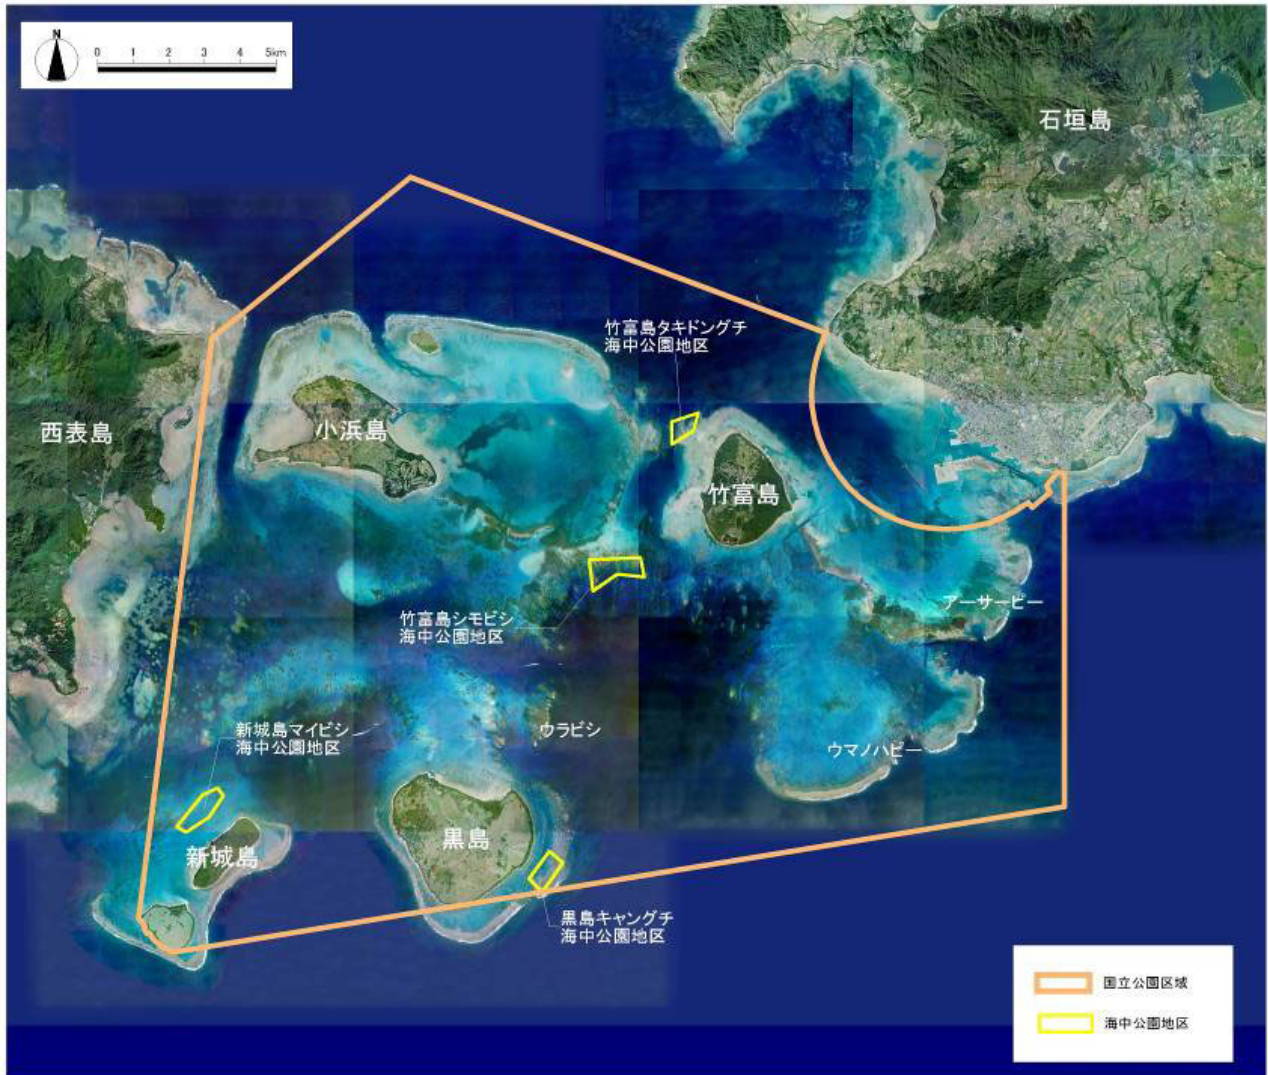 N
0 1 2 3 4 5km
石垣島
竹富島タキドングチ
海中公園地区
西表島
小浜島
竹富島
アーサーピー
竹富島シモビシ
海中公園地区
新城島マイビシ
海中公園地区
ウラビシ
ウマノハピー
黒島
新城島
黒島キャングチ
海中公園地区
国立公園区域
海中公園地区